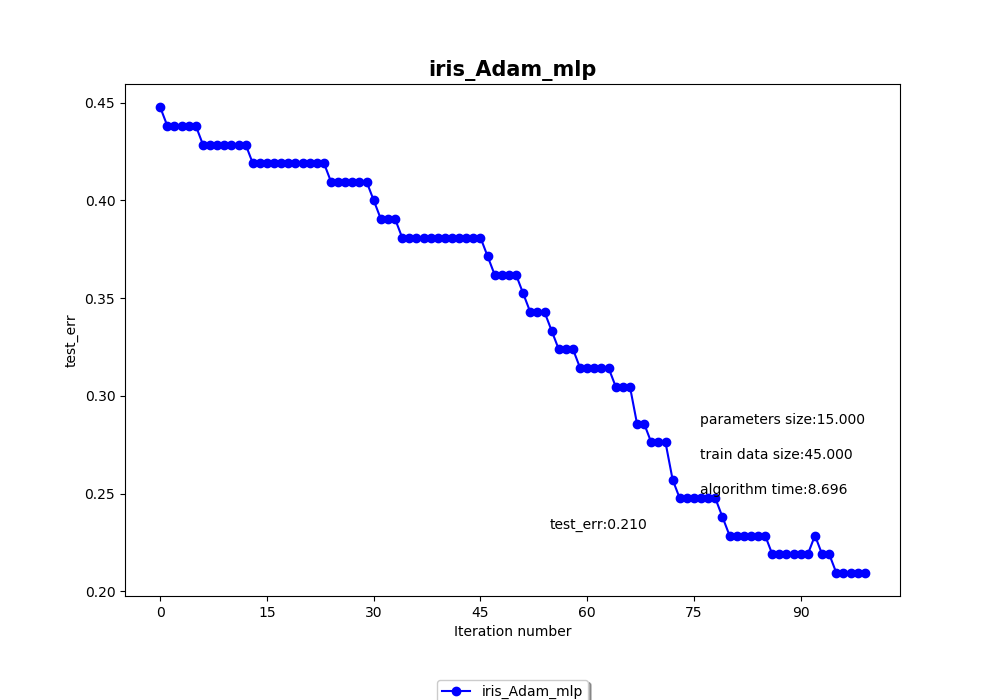 iris_Adam_mlp
0.45
0.40
0.35
0.30
0.25
0.20
test_err
parameters size:15.000
train data size:45.000
algorithm time:8.696
test_err:0.210
0 15 30 45 60 75 90
Iteration number
iris_Adam_mlp